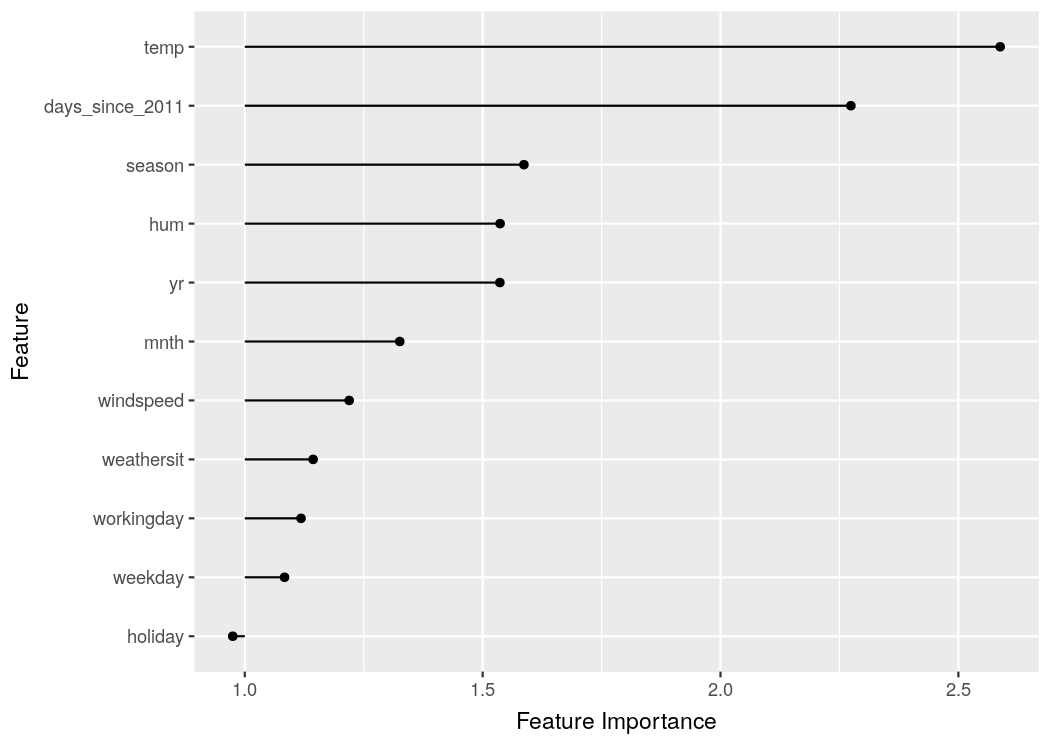 temp
days_since_2011
season
hum
yr
mnth
windspeed
weathersit
workingday
weekday
holiday
Feature
1.0 1.5 2.0 2.5
Feature Importance